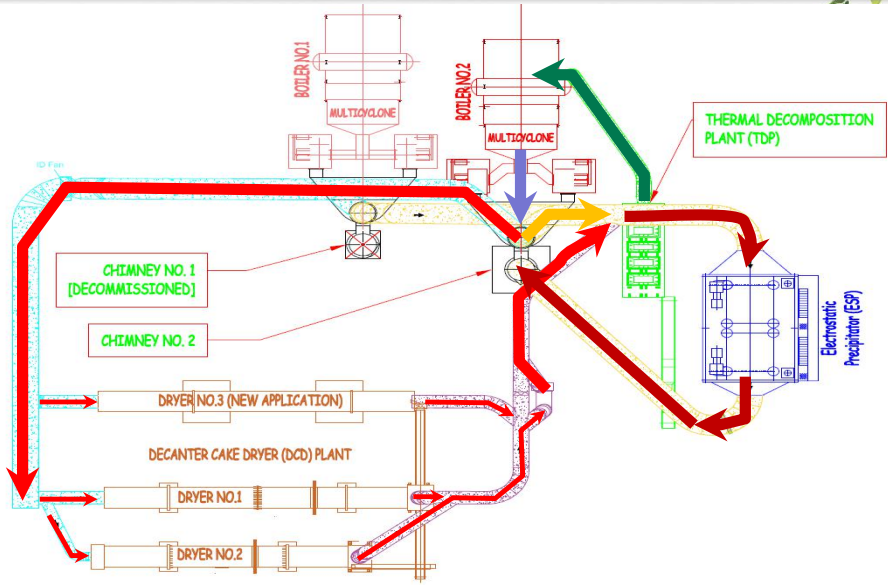 BOILER NO.1
MULTICYCLONE
BOILER NO.2
MULTICYCLONE
THERMAL DECOMPOSITION
PLANT (TDP)
ID Fan
CHIMNEY NO. 1
[DECOMMISSIONED]
CHIMNEY NO. 2
Electrostatic
Precipitator (ESP)
DRYER NO.3 (NEW APPLICATION)
DECANTER CAKE DRYER (DCD) PLANT
DRYER NO.1
DRYER NO.2